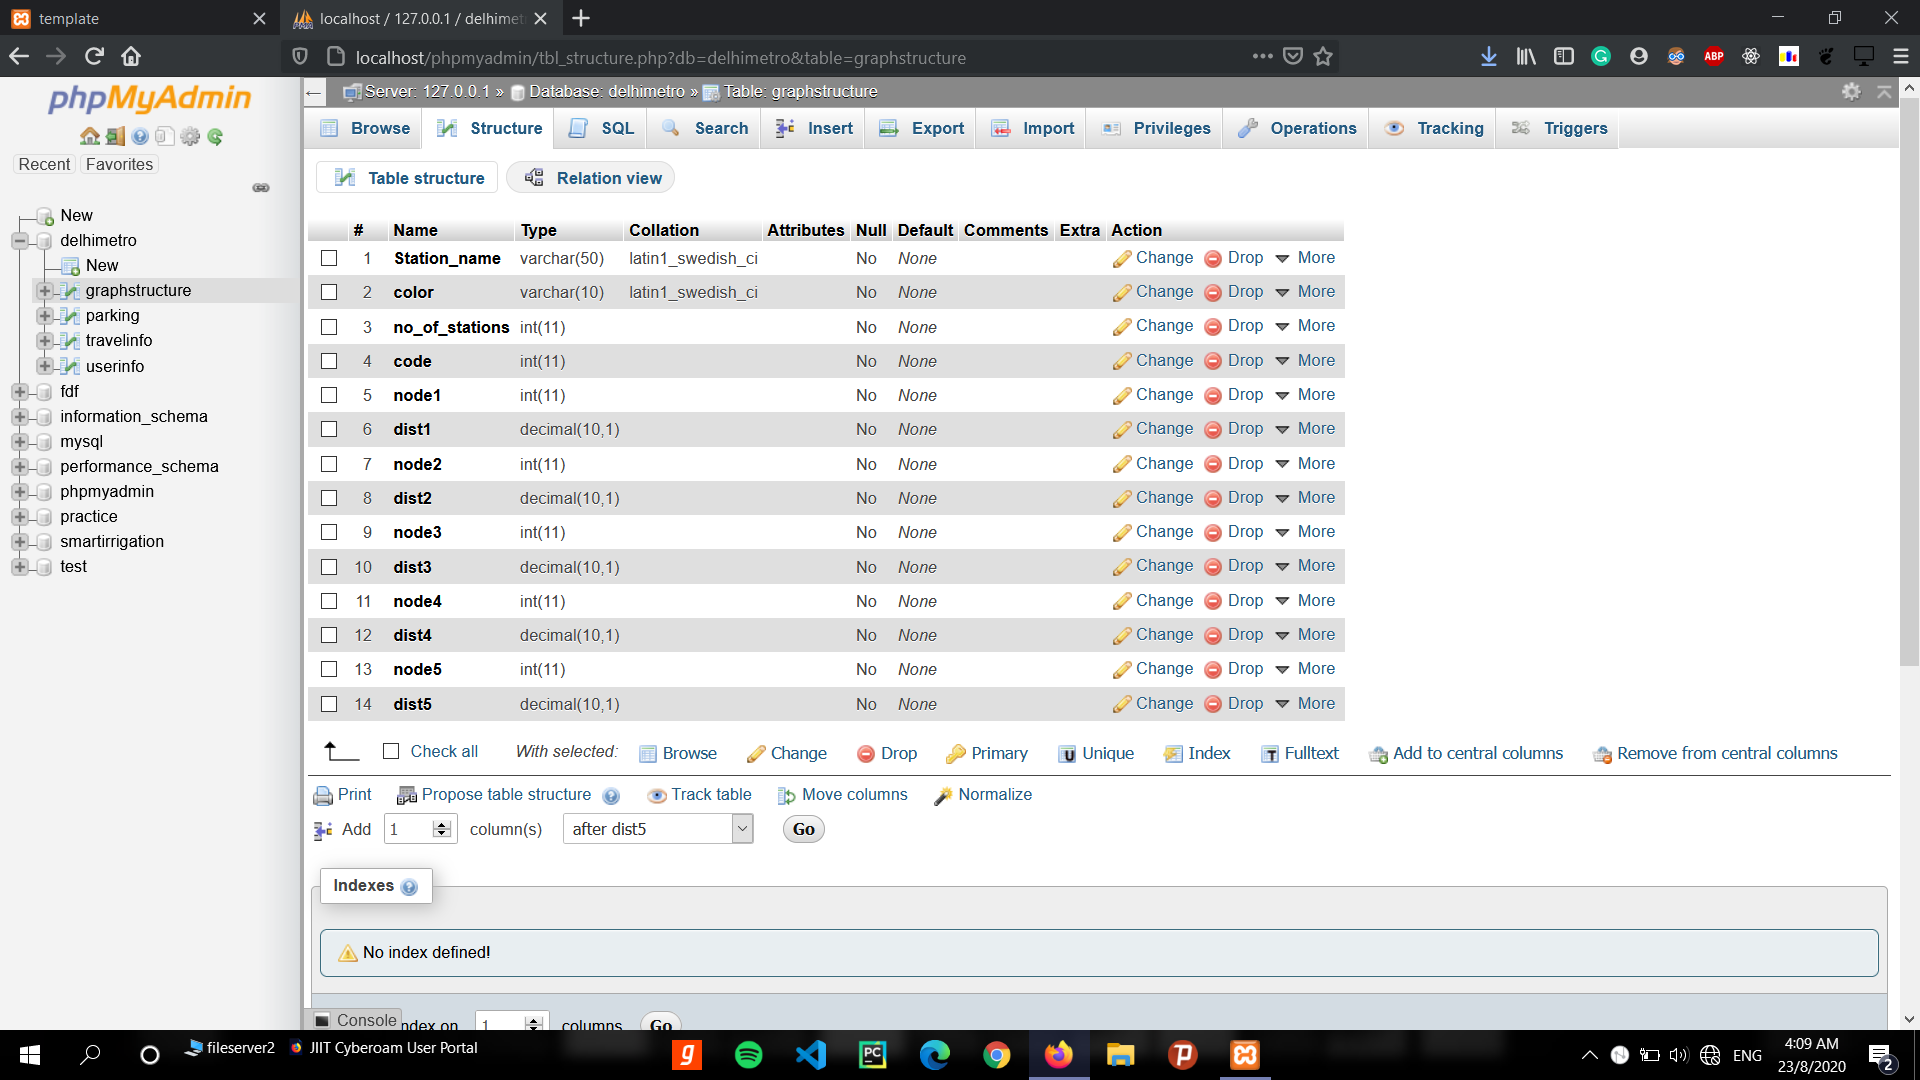 template
localhost / 127.0.0.1 / delhimet
localhost/phpmyadmin/tbl_structure.php?db=delhimetro&table=graphstructure
ABP
phpMyAdmin
Server: 127.0.0.1 » Database: delhimetro » Table: graphstructure
Browse Structure SQL Search Insert Export Import Privileges Operations Tracking Triggers
Recent Favorites
Table structure Relation view
New
delhimetro
New
graphstructure
parking
travelinfo
userinfo
fdf
information_schema
mysql
performance_schema
phpmyadmin
practice
smartirrigation
test
# Name Type Collation Attributes Null Default Comments Extra Action
1 Station_name varchar(50) latin1_swedish_ci No None Change Drop More
2 color varchar(10) latin1_swedish_ci No None Change Drop More
3 no_of_stations int(11) No None Change Drop More
4 code int(11) No None Change Drop More
5 node1 int(11) No None Change Drop More
6 dist1 decimal(10,1) No None Change Drop More
7 node2 int(11) No None Change Drop More
8 dist2 decimal(10,1) No None Change Drop More
9 node3 int(11) No None Change Drop More
10 dist3 decimal(10,1) No None Change Drop More
11 node4 int(11) No None Change Drop More
12 dist4 decimal(10,1) No None Change Drop More
13 node5 int(11) No None Change Drop More
14 dist5 decimal(10,1) No None Change Drop More
Check all With selected: Browse Change Drop Primary Unique Index Fulltext Add to central columns Remove from central columns
Print Propose table structure Track table Move columns Normalize
Add 1 column(s) after dist5 Go
Indexes
No index defined!
Console ndex on 1 columns Go
fileserver2 JIIT Cyberoam User Portal
ENG
4:09 AM
23/8/2020
2